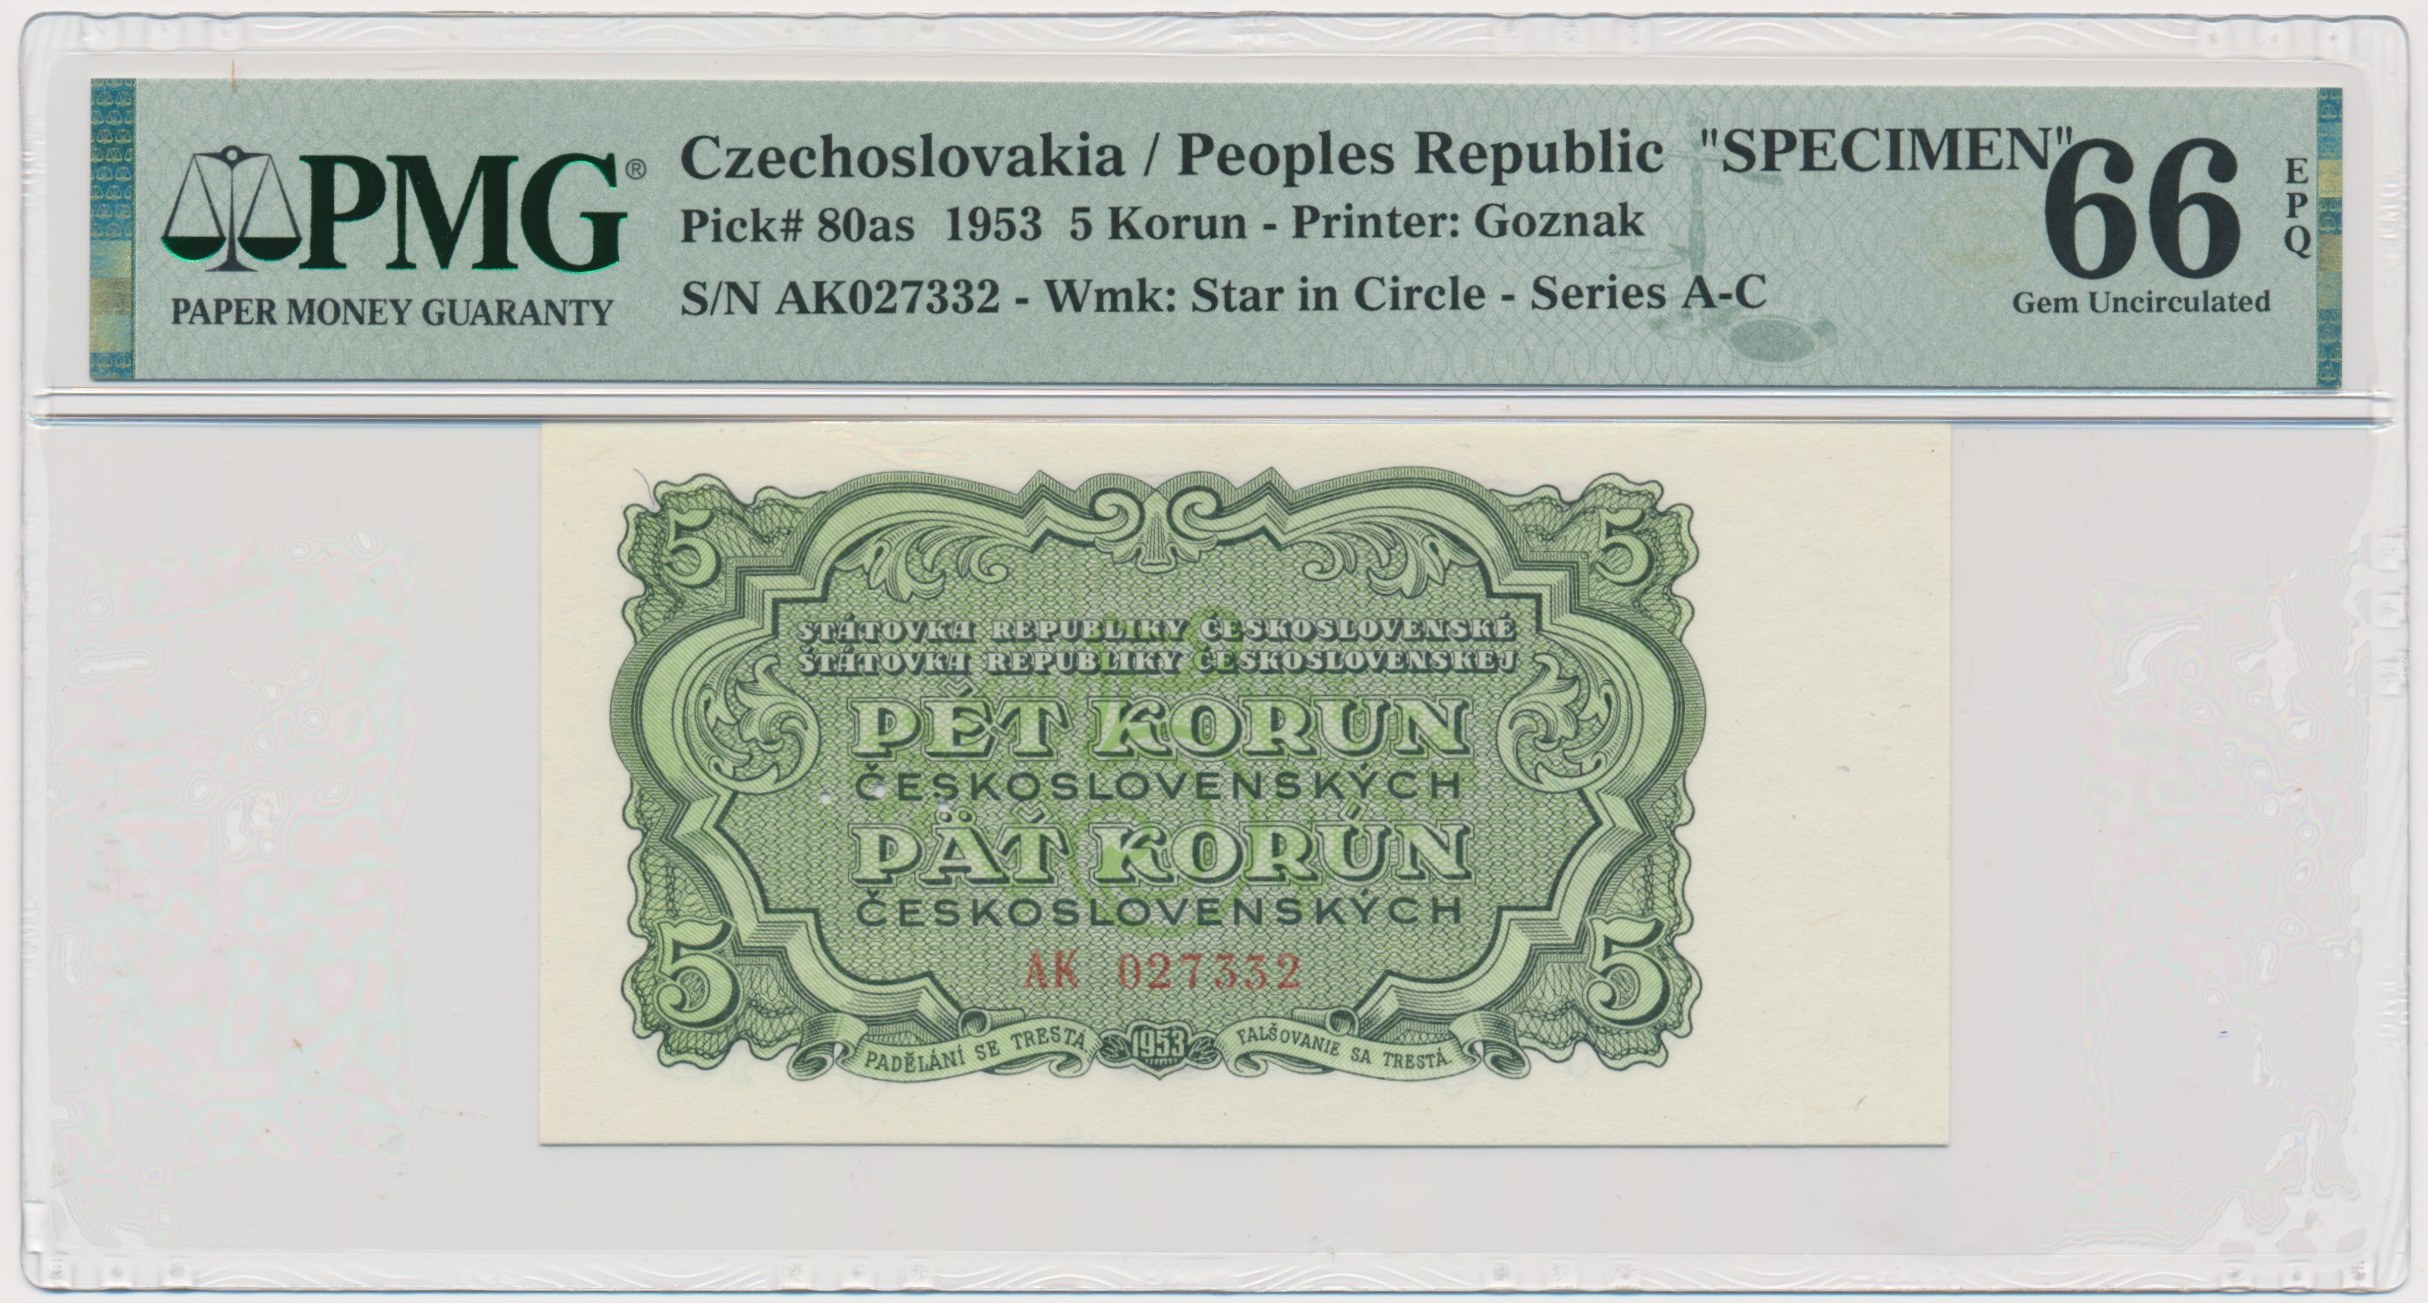 PMG®
PAPER MONEY GUARANTY
Czechoslovakia / Peoples Republic "SPECIMEN"
Pick# 80as 1953 5 Korun - Printer: Goznak
S/N AK027332 - Wmk: Star in Circle - Series A-C
66
EPQ
Gem Uncirculated
5 5
STÁTOVKA REPUBLIKY ČESKOSLOVENSKÉ
ŠTÁTOVKA REPUBLIKY ČESKOSLOVENSKEJ
PĚT KORUN
ČESKOSLOVENSKÝCH
PÄŤ KORÚN
ČESKOSLOVENSKÝCH
5 5
AK 027332
PADĚLÁNÍ SE TRESTÁ. 1953 FALŠOVANIE SA TRESTÁ.